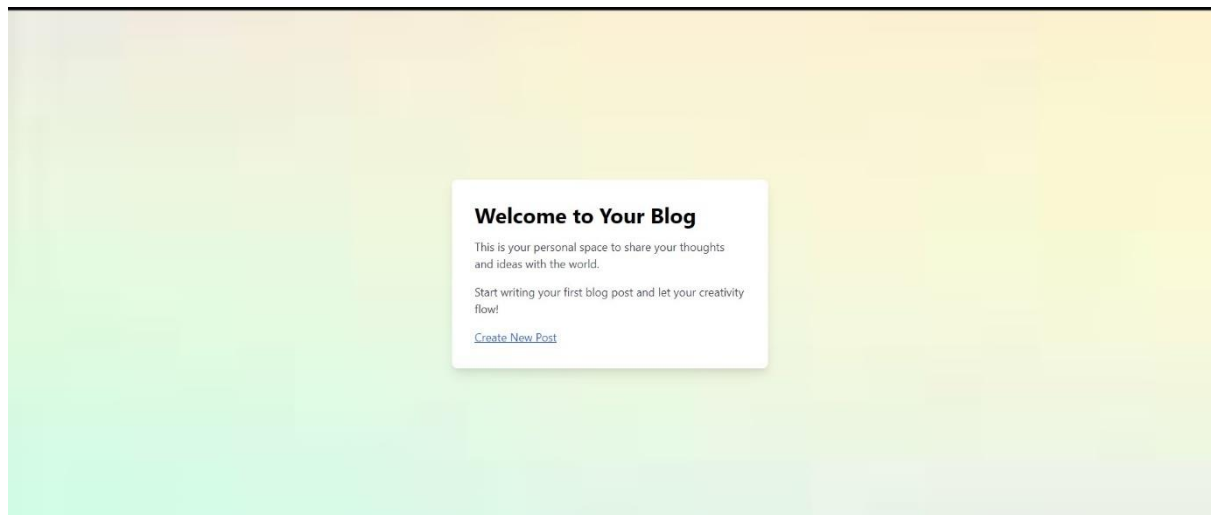 Welcome to Your Blog
This is your personal space to share your thoughts
and ideas with the world.
Start writing your first blog post and let your creativity
flow!
Create New Post